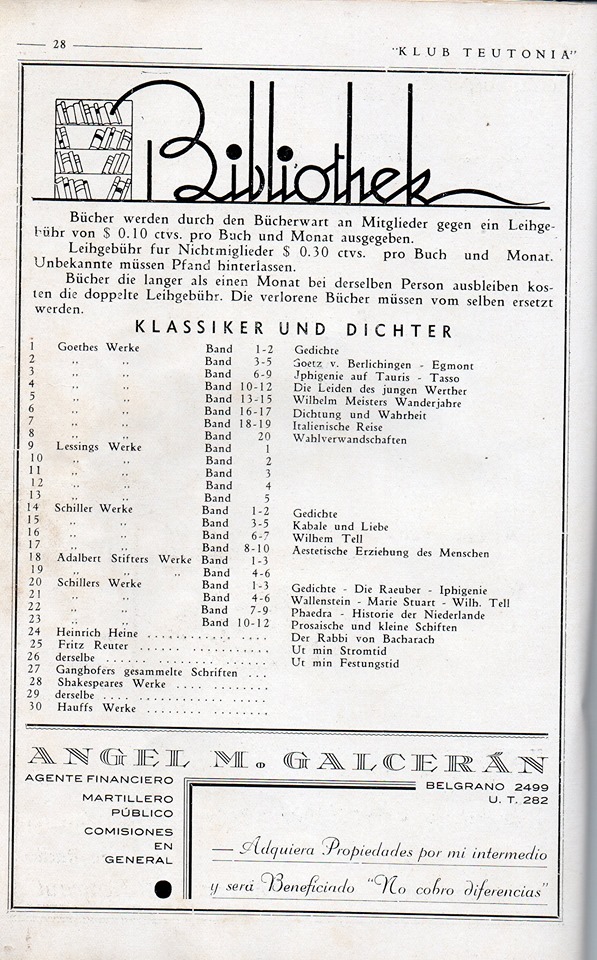 28
"KLUB TEUTONIA"
Bibliothek
Bücher werden durch den Bücherwart an Mitglieder gegen ein Leihge-
bühr von $ 0.10 ctvs. pro Buch und Monat ausgegeben.
Leihgebühr fur Nichtmiglieder $ 0.30 ctvs. pro Buch und Monat.
Unbekannte müssen Pfand hinterlassen.
Bücher die langer als einen Monat bei derselben Person ausbleiben kos-
ten die doppelte Leihgebühr. Die verlorene Bücher müssen vom selben ersetzt
werden.
KLASSIKER UND DICHTER
1 Goethes Werke Band 1-2 Gedichte
2 ,, ,, Band 3-5 Goetz v. Berlichingen - Egmont
3 ,, ,, Band 6-9 Jphigenie auf Tauris - Tasso
4 ,, ,, Band 10-12 Die Leiden des jungen Werther
5 ,, ,, Band 13-15 Wilhelm Meisters Wanderjahre
6 ,, ,, Band 16-17 Dichtung und Wahrheit
7 ,, ,, Band 18-19 Italienische Reise
8 ,, ,, Band 20 Wahlverwandschaften
9 Lessings Werke Band 1
10 ,, ,, Band 2
11 ,, ,, Band 3
12 ,, ,, Band 4
13 ,, ,, Band 5
14 Schiller Werke Band 1-2 Gedichte
15 ,, ,, Band 3-5 Kabale und Liebe
16 ,, ,, Band 6-7 Wilhem Tell
17 ,, ,, Band 8-10 Aestetische Erziehung des Menschen
18 Adalbert Stifters Werke Band 1-3
19 ,, ,, ,, Band 4-6
20 Schillers Werke Band 1-3 Gedichte - Die Raeuber - Iphigenie
21 ,, ,, Band 4-6 Wallenstein - Marie Stuart - Wilh. Tell
22 ,, ,, Band 7-9 Phaedra - Historie der Niederlande
23 ,, ,, Band 10-12 Prosaische und kleine Schiften
24 Heinrich Heine .......... .... Der Rabbi von Bacharach
25 Fritz Reuter ...... .......... Ut min Stromtid
26 derselbe ...... .............. Ut min Festungstid
27 Ganghofers gesammelte Schriften ...
28 Shakespeares Werke .... ........
29 derselbe .... ................
30 Hauffs Werke ........ ........
ANGEL M. GALCERÁN
AGENTE FINANCIERO
MARTILLERO
PÚBLICO
COMISIONES
EN
GENERAL
BELGRANO 2499
U. T. 282
— Adquiera Propiedades por mi intermedio
y será Beneficiado "No cobro diferencias"